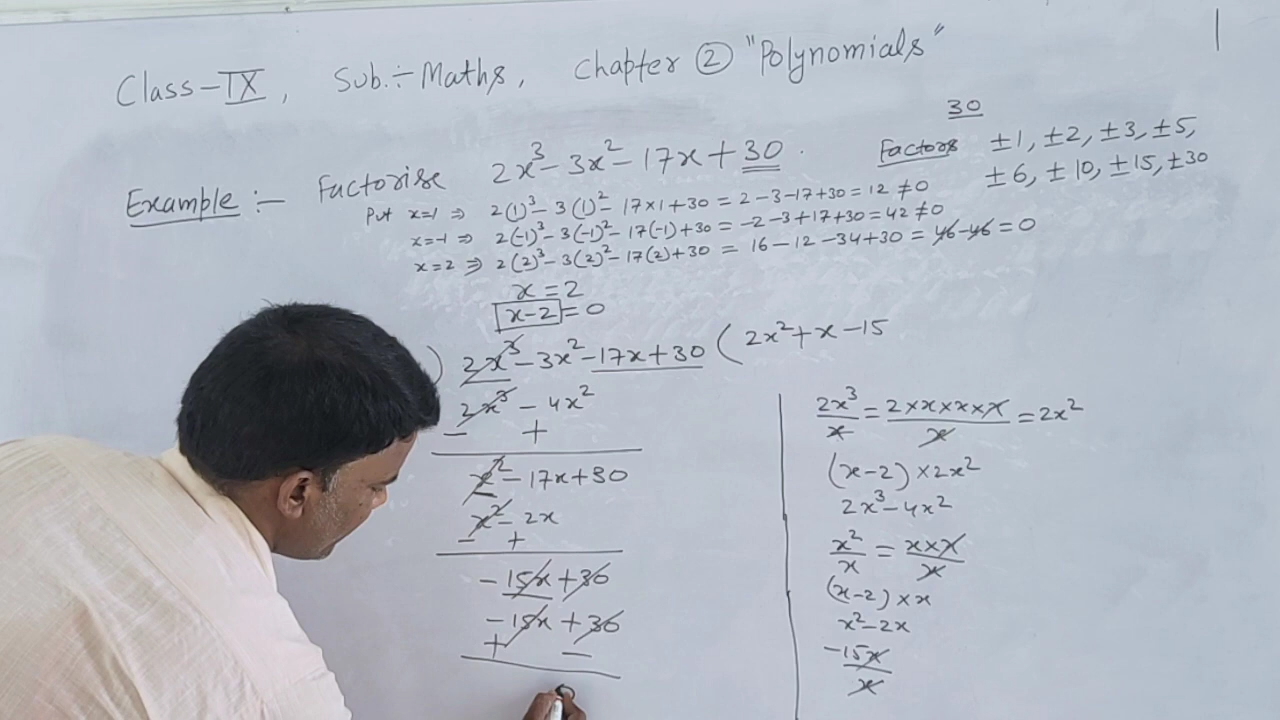 Class-IX, Sub.:- Maths, Chapter ② "Polynomials"
30
Factors ±1, ±2, ±3, ±5,
±6, ±10, ±15, ±30
Example:- Factorise 2x³-3x²-17x+30.
Put x=1 ⇒ 2(1)³-3(1)²-17×1+30 = 2-3-17+30 = 12 ≠0
x=-1 ⇒ 2(-1)³-3(-1)²-17(-1)+30 = -2-3+17+30 = 42 ≠0
x=2 ⇒ 2(2)³-3(2)²-17(2)+30 = 16-12-34+30 = 46-46 = 0
x=2
x-2=0
) 2x³-3x²-17x+30 ( 2x²+x-15
2x³-4x²
- +
x²-17x+30
x²-2x
- +
-15x+30
-15x+30
+ -
2x³/x = 2×x×x×x/x = 2x²
(x-2)×2x²
2x³-4x²
x²/x = x×x/x
(x-2)×x
x²-2x
-15x/x